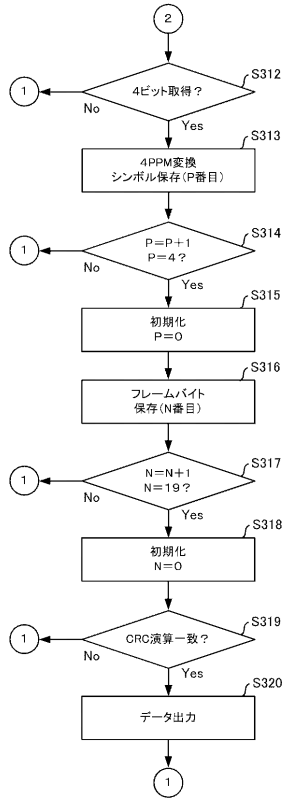 2
S312
4ビット取得？
1
No
Yes
S313
4PPM変換
シンボル保存（P番目）
S314
P＝P＋1
P＝4？
1
No
Yes
S315
初期化
P＝0
S316
フレームバイト
保存（N番目）
S317
N＝N＋1
N＝19？
1
No
Yes
S318
初期化
N＝0
S319
CRC演算一致？
1
No
Yes
S320
データ出力
1